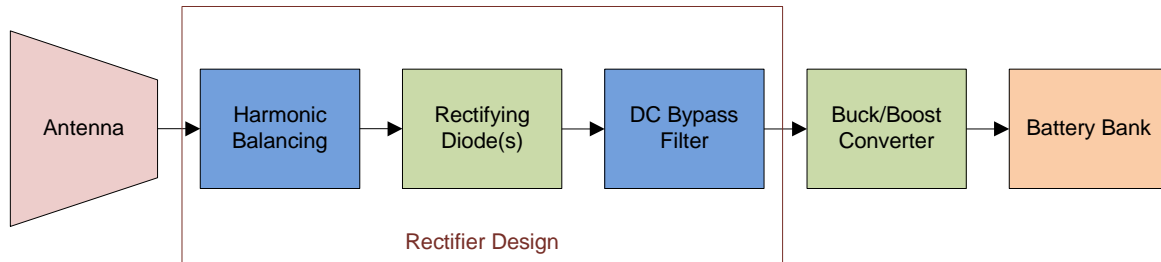 Antenna
Harmonic
Balancing
Rectifying
Diode(s)
DC Bypass
Filter
Buck/Boost
Converter
Battery Bank
Rectifier Design